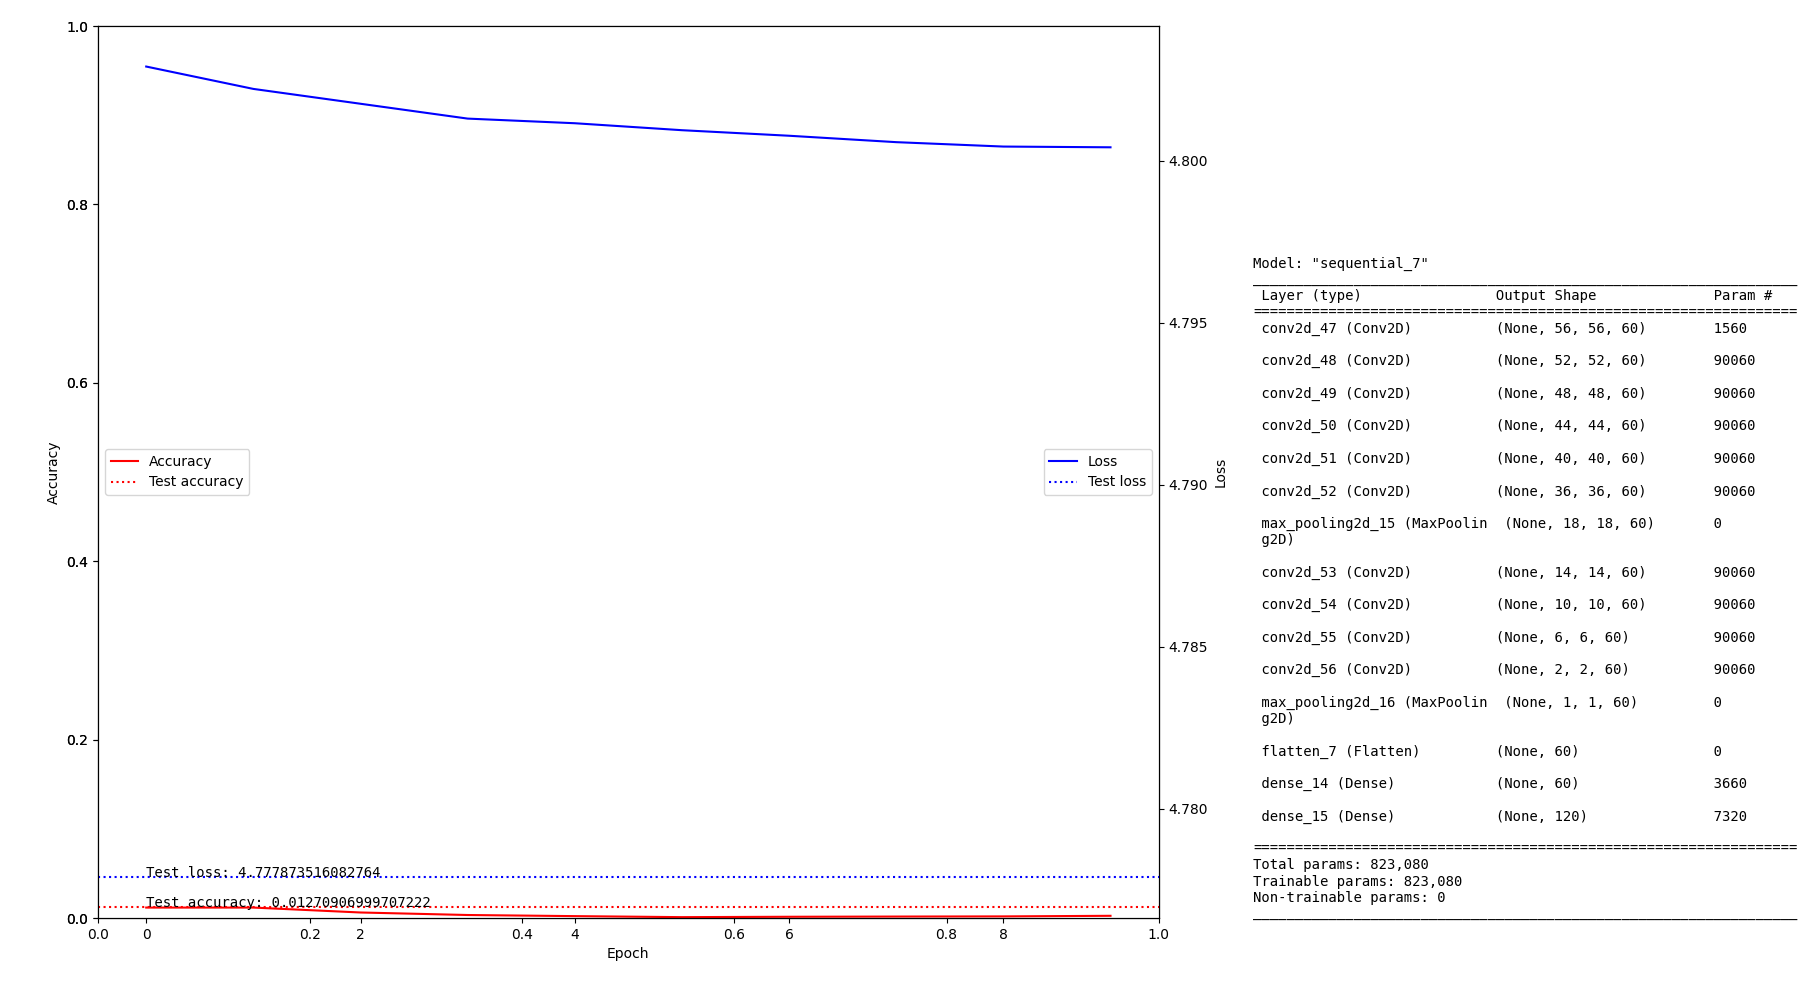 1.0
0.8
0.6
0.4
0.2
0.0
Accuracy
Accuracy
Test accuracy
Loss
Test loss
Test loss: 4.777873516082764
Test accuracy: 0.01270906999707222
0.0 0 0.2 2 0.4 4 0.6 6 0.8 8 1.0
Epoch
4.800
4.795
4.790
4.785
4.780
Loss
Model: "sequential_7"
Layer (type) Output Shape Param #
conv2d_47 (Conv2D) (None, 56, 56, 60) 1560
conv2d_48 (Conv2D) (None, 52, 52, 60) 90060
conv2d_49 (Conv2D) (None, 48, 48, 60) 90060
conv2d_50 (Conv2D) (None, 44, 44, 60) 90060
conv2d_51 (Conv2D) (None, 40, 40, 60) 90060
conv2d_52 (Conv2D) (None, 36, 36, 60) 90060
max_pooling2d_15 (MaxPoolin (None, 18, 18, 60) 0
g2D)
conv2d_53 (Conv2D) (None, 14, 14, 60) 90060
conv2d_54 (Conv2D) (None, 10, 10, 60) 90060
conv2d_55 (Conv2D) (None, 6, 6, 60) 90060
conv2d_56 (Conv2D) (None, 2, 2, 60) 90060
max_pooling2d_16 (MaxPoolin (None, 1, 1, 60) 0
g2D)
flatten_7 (Flatten) (None, 60) 0
dense_14 (Dense) (None, 60) 3660
dense_15 (Dense) (None, 120) 7320
Total params: 823,080
Trainable params: 823,080
Non-trainable params: 0